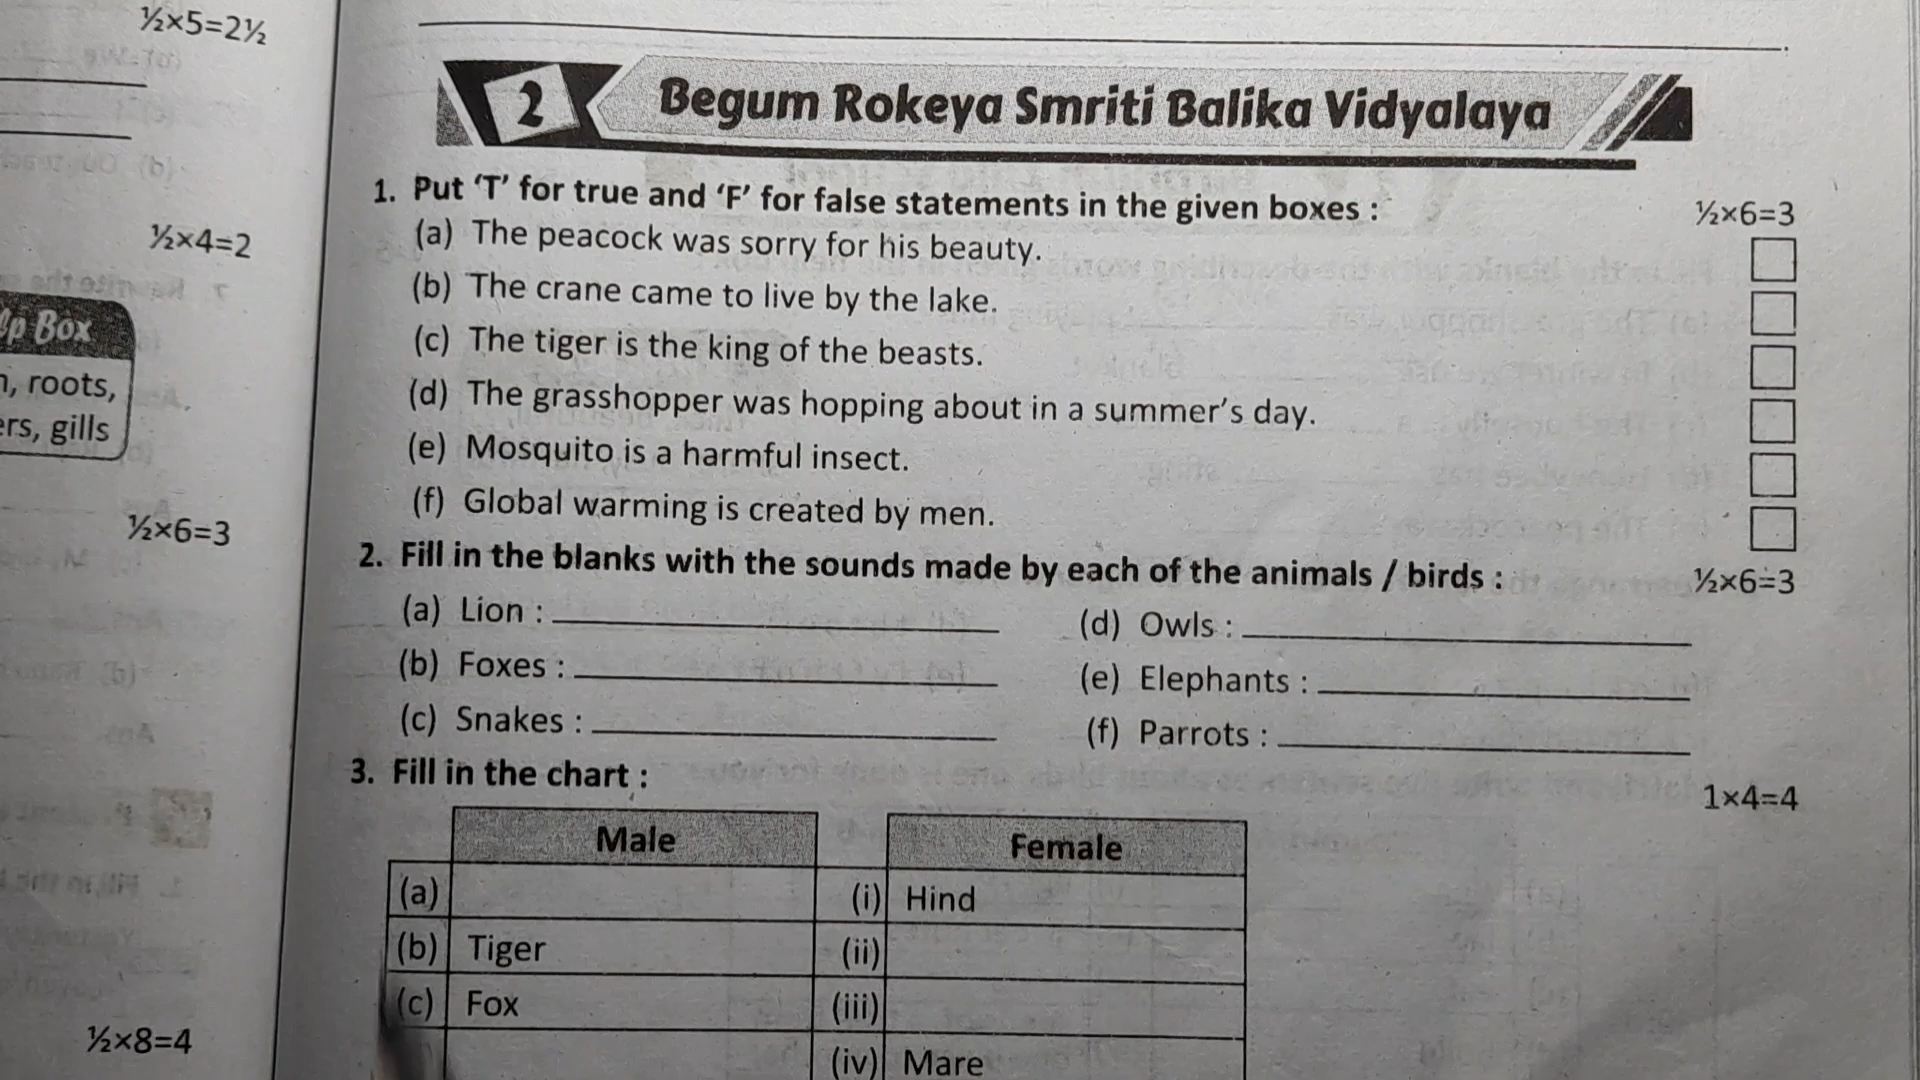 ½×5=2½
½×4=2
lp Box
, roots,
ers, gills
½×6=3
½×8=4
2 Begum Rokeya Smriti Balika Vidyalaya
1. Put ‘T’ for true and ‘F’ for false statements in the given boxes : ½×6=3
(a) The peacock was sorry for his beauty.
(b) The crane came to live by the lake.
(c) The tiger is the king of the beasts.
(d) The grasshopper was hopping about in a summer’s day.
(e) Mosquito is a harmful insect.
(f) Global warming is created by men.
2. Fill in the blanks with the sounds made by each of the animals / birds : ½×6=3
(a) Lion : (d) Owls :
(b) Foxes : (e) Elephants :
(c) Snakes : (f) Parrots :
3. Fill in the chart : 1×4=4
Male Female
(a) (i) Hind
(b) Tiger (ii)
(c) Fox (iii)
(iv) Mare